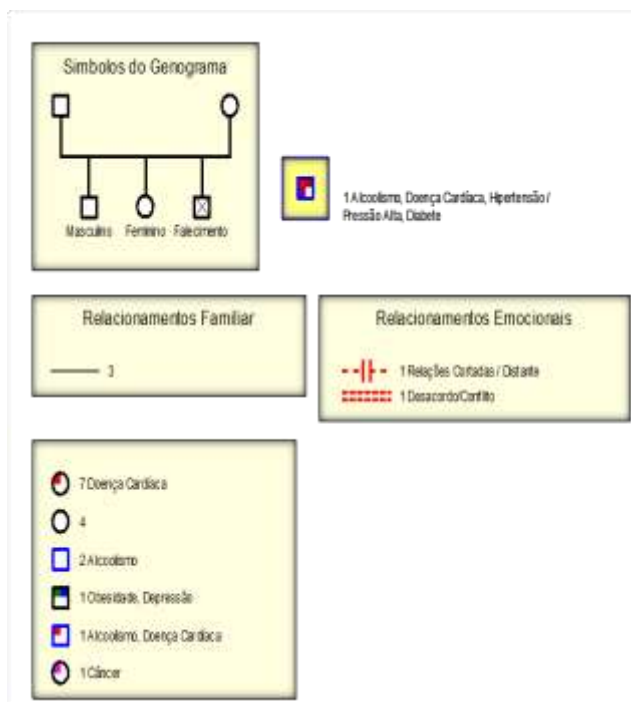 Simbolos do Genograma
Masculino Feminino Falecimento
1 Alcoolismo, Doença Cardíaca, Hipertensão /
Pressão Alta, Diabete
Relacionamentos Familiar
3
Relacionamentos Emocionais
1 Relações Cortadas / Distante
1 Desacordo/Conflito
7 Doença Cardíaca
4
2 Alcoolismo
1 Obesidade, Depressão
1 Alcoolismo, Doença Cardíaca
1 Câncer